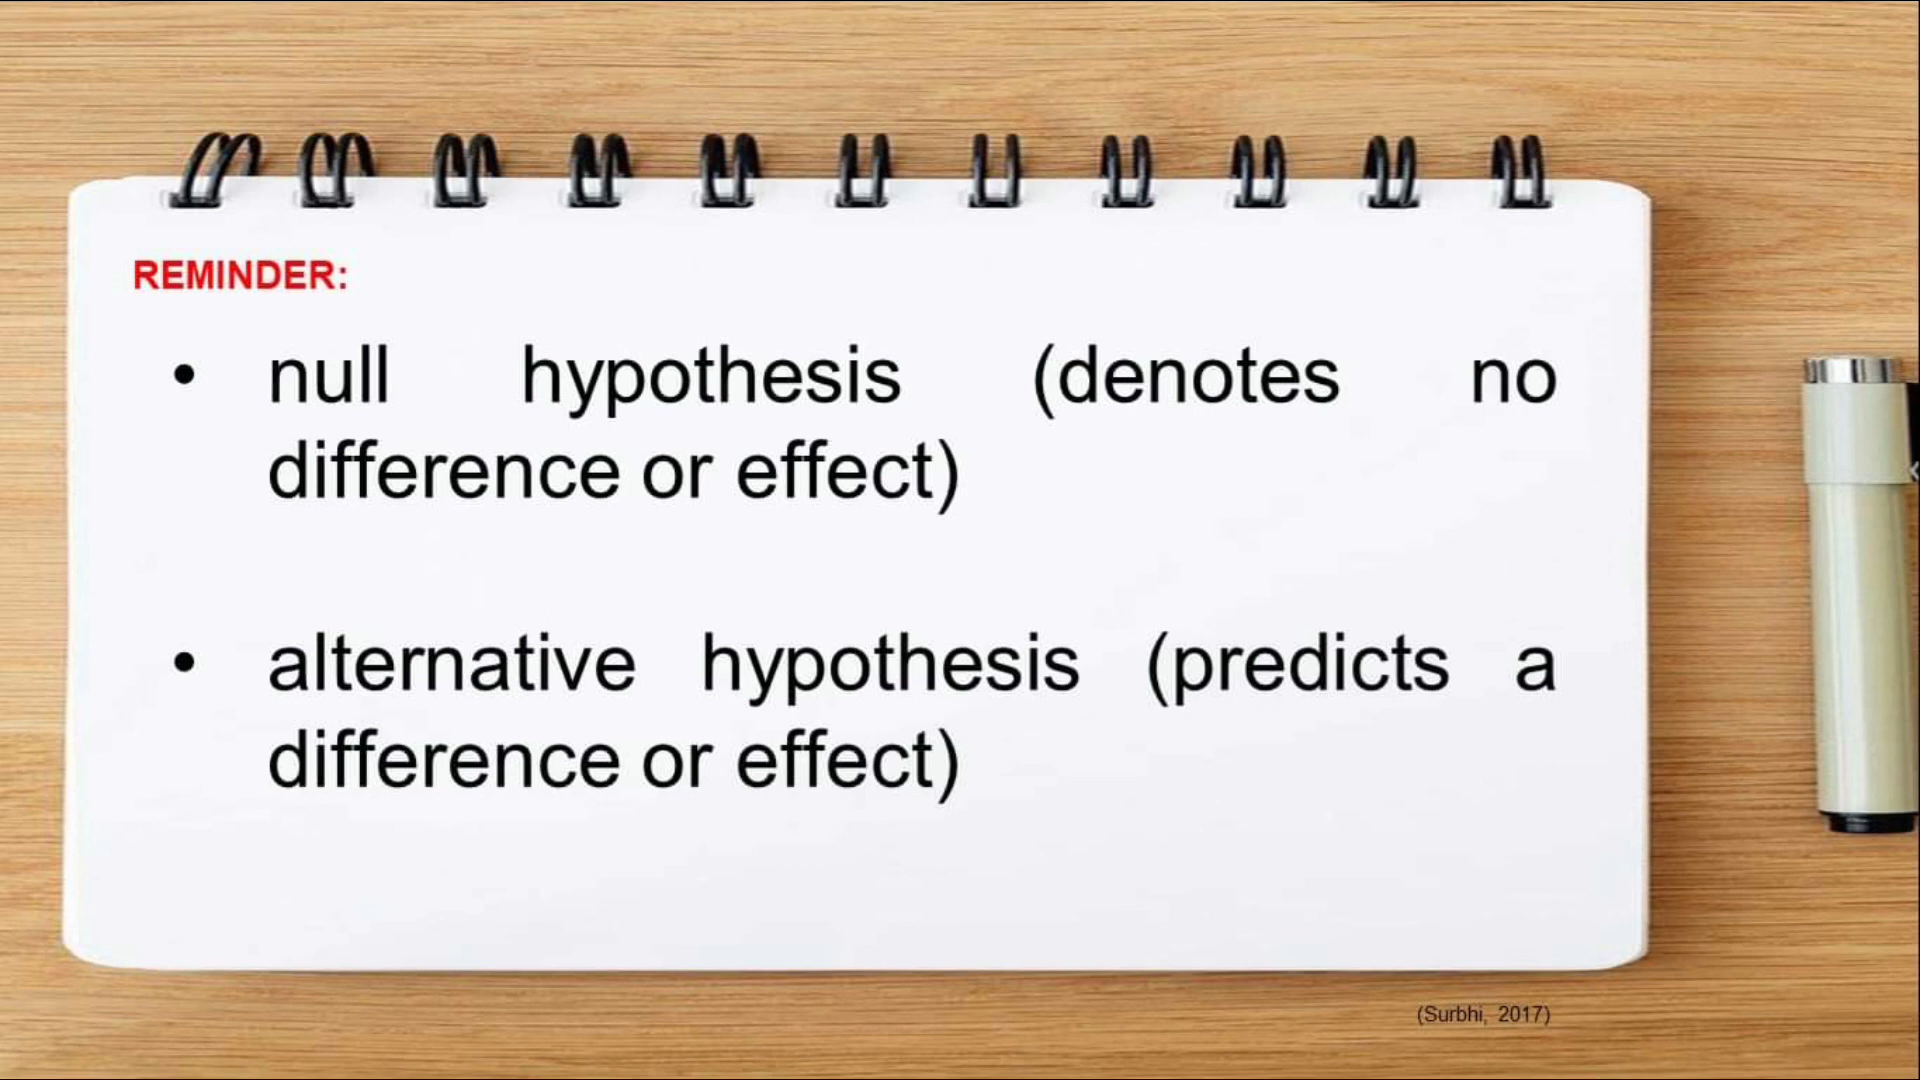 REMINDER:
• null hypothesis (denotes no
difference or effect)
• alternative hypothesis (predicts a
difference or effect)
(Surbhi, 2017)